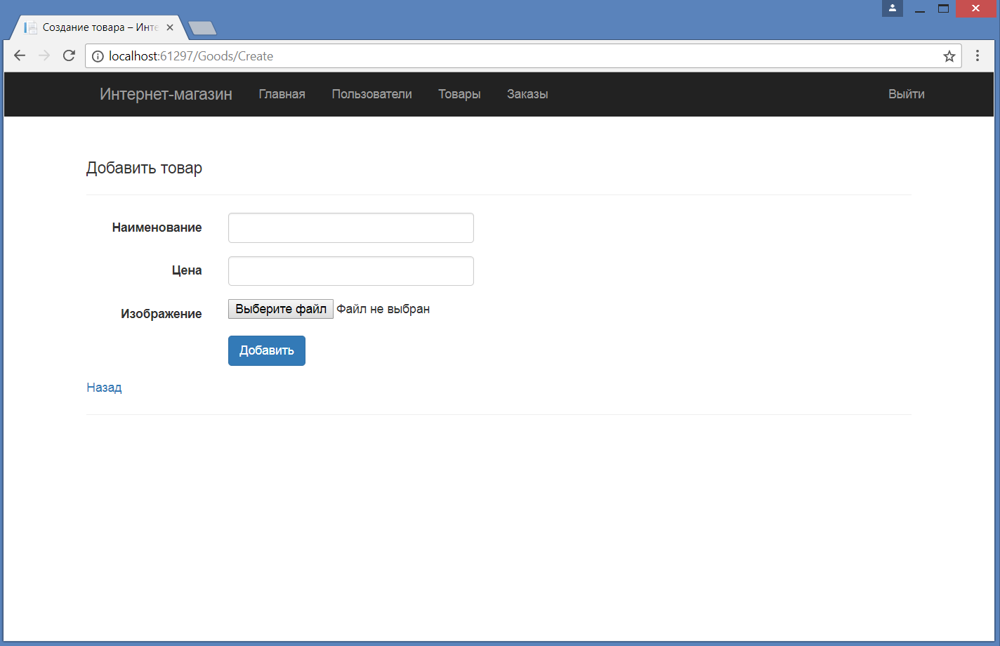 Создание товара – Инте
localhost:61297/Goods/Create
Интернет-магазин Главная Пользователи Товары Заказы Выйти
Добавить товар
Наименование
Цена
Изображение Выберите файл Файл не выбран
Добавить
Назад